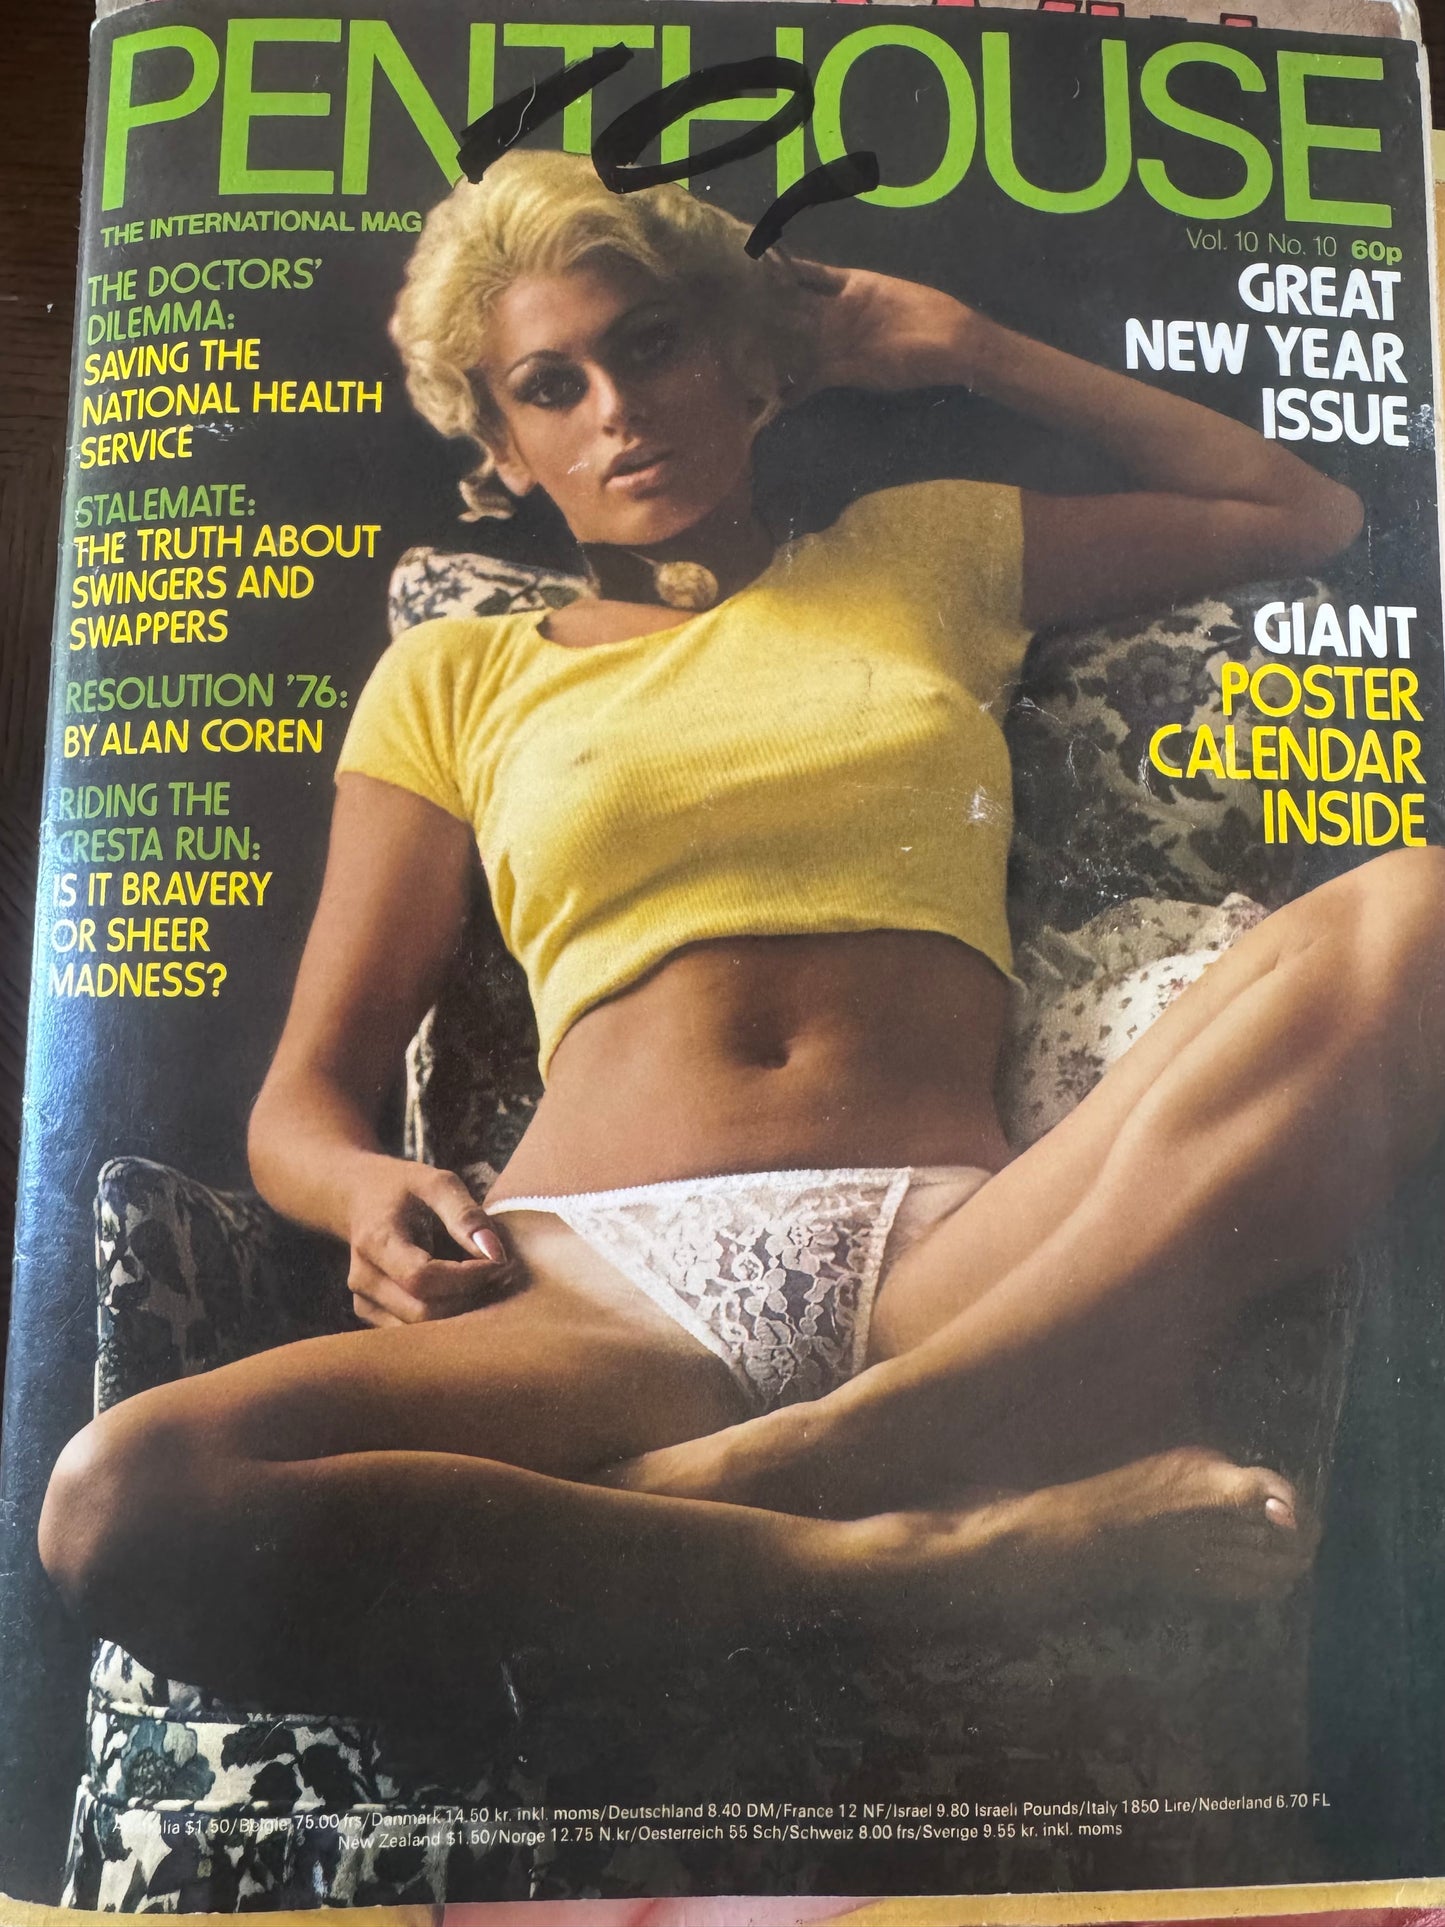 PENTHOUSE
THE INTERNATIONAL MAG
Vol. 10 No. 10 60p
THE DOCTORS'
DILEMMA:
SAVING THE
NATIONAL HEALTH
SERVICE
STALEMATE:
THE TRUTH ABOUT
SWINGERS AND
SWAPPERS
RESOLUTION '76:
BY ALAN COREN
RIDING THE
CRESTA RUN:
IS IT BRAVERY
OR SHEER
MADNESS?
GREAT
NEW YEAR
ISSUE
GIANT
POSTER
CALENDAR
INSIDE
Australia $1.50/Belgie 75.00 frs/Danmark 14.50 kr. inkl. moms/Deutschland 8.40 DM/France 12 NF/Israel 9.80 Israeli Pounds/Italy 1850 Lire/Nederland 6.70 FL
New Zealand $1.50/Norge 12.75 N.kr/Oesterreich 55 Sch/Schweiz 8.00 frs/Sverige 9.55 kr. inkl. moms